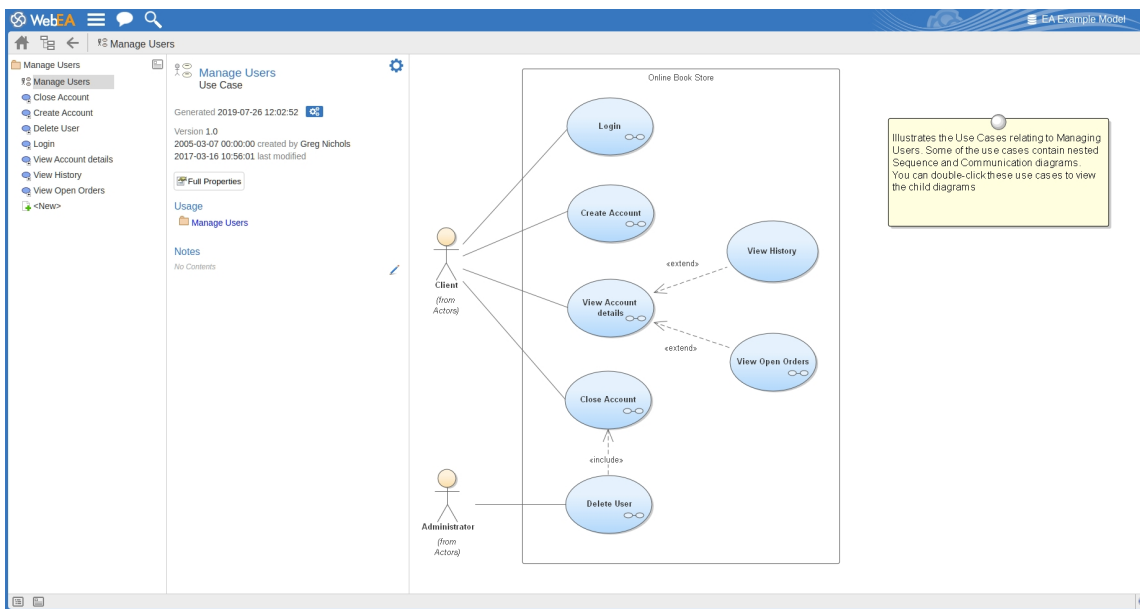 WebEA
EA Example Model
Manage Users
Manage Users
Manage Users
Close Account
Create Account
Delete User
Login
View Account details
View History
View Open Orders
<New>
Manage Users
Use Case
Generated 2019-07-26 12:02:52
Version 1.0
2005-03-07 00:00:00 created by Greg Nichols
2017-03-16 10:56:01 last modified
Full Properties
Usage
Manage Users
Notes
No Contents
Online Book Store
Login
Create Account
View History
«extend»
Client
(from
Actors)
View Account
details
«extend»
View Open Orders
Close Account
«include»
Delete User
Administrator
(from
Actors)
Illustrates the Use Cases relating to Managing
Users. Some of the use cases contain nested
Sequence and Communication diagrams.
You can double-click these use cases to view
the child diagrams